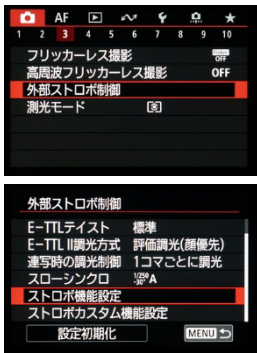 AF
1 2 3 4 5 6 7 8 9 10
フリッカーレス撮影 OFF
高周波フリッカーレス撮影 OFF
外部ストロボ制御
測光モード
外部ストロボ制御
E-TTLテイスト 標準
E-TTL II調光方式 評価調光(顔優先)
連写時の調光制御 1コマごとに調光
スローシンクロ 1/250-30" A
ストロボ機能設定
ストロボカスタム機能設定
設定初期化 MENU